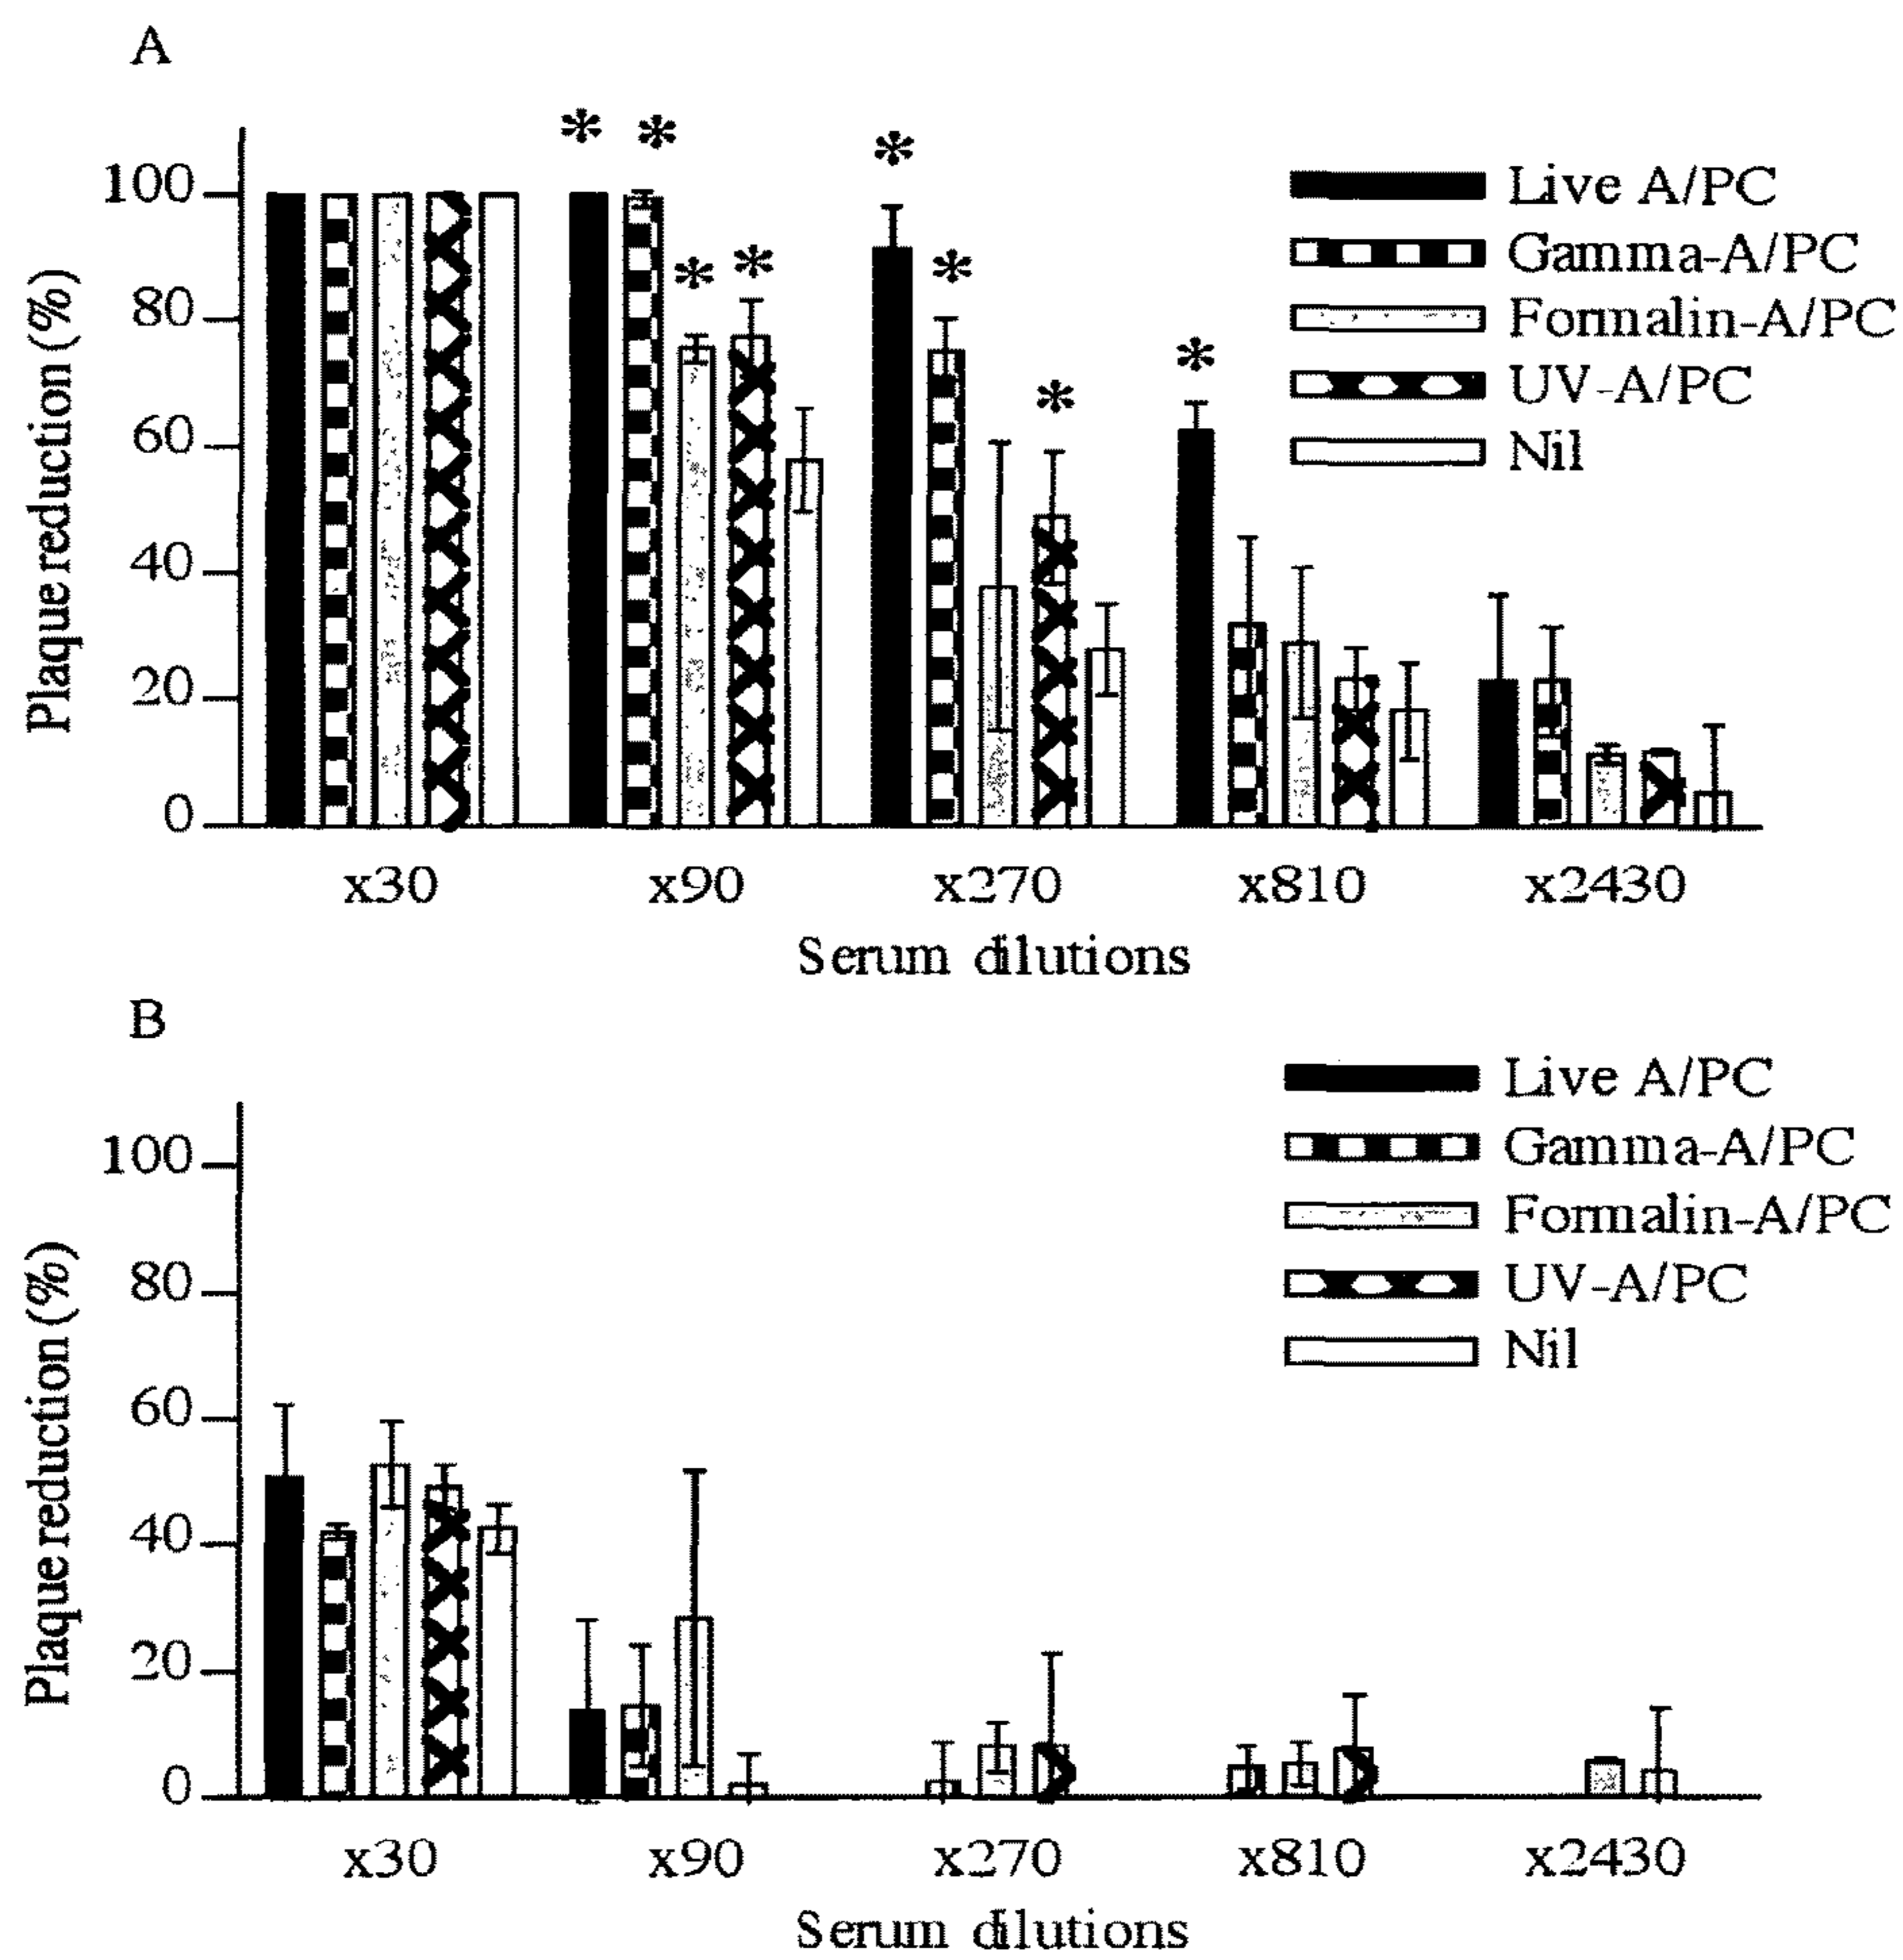 A
* * * * * * * *
100
80
60
40
20
0
Plaque reduction (%)
Live A/PC
Gamma-A/PC
Formalin-A/PC
UV-A/PC
Nil
x30 x90 x270 x810 x2430
Serum dilutions
B
100
80
60
40
20
0
Plaque reduction (%)
Live A/PC
Gamma-A/PC
Formalin-A/PC
UV-A/PC
Nil
x30 x90 x270 x810 x2430
Serum dilutions